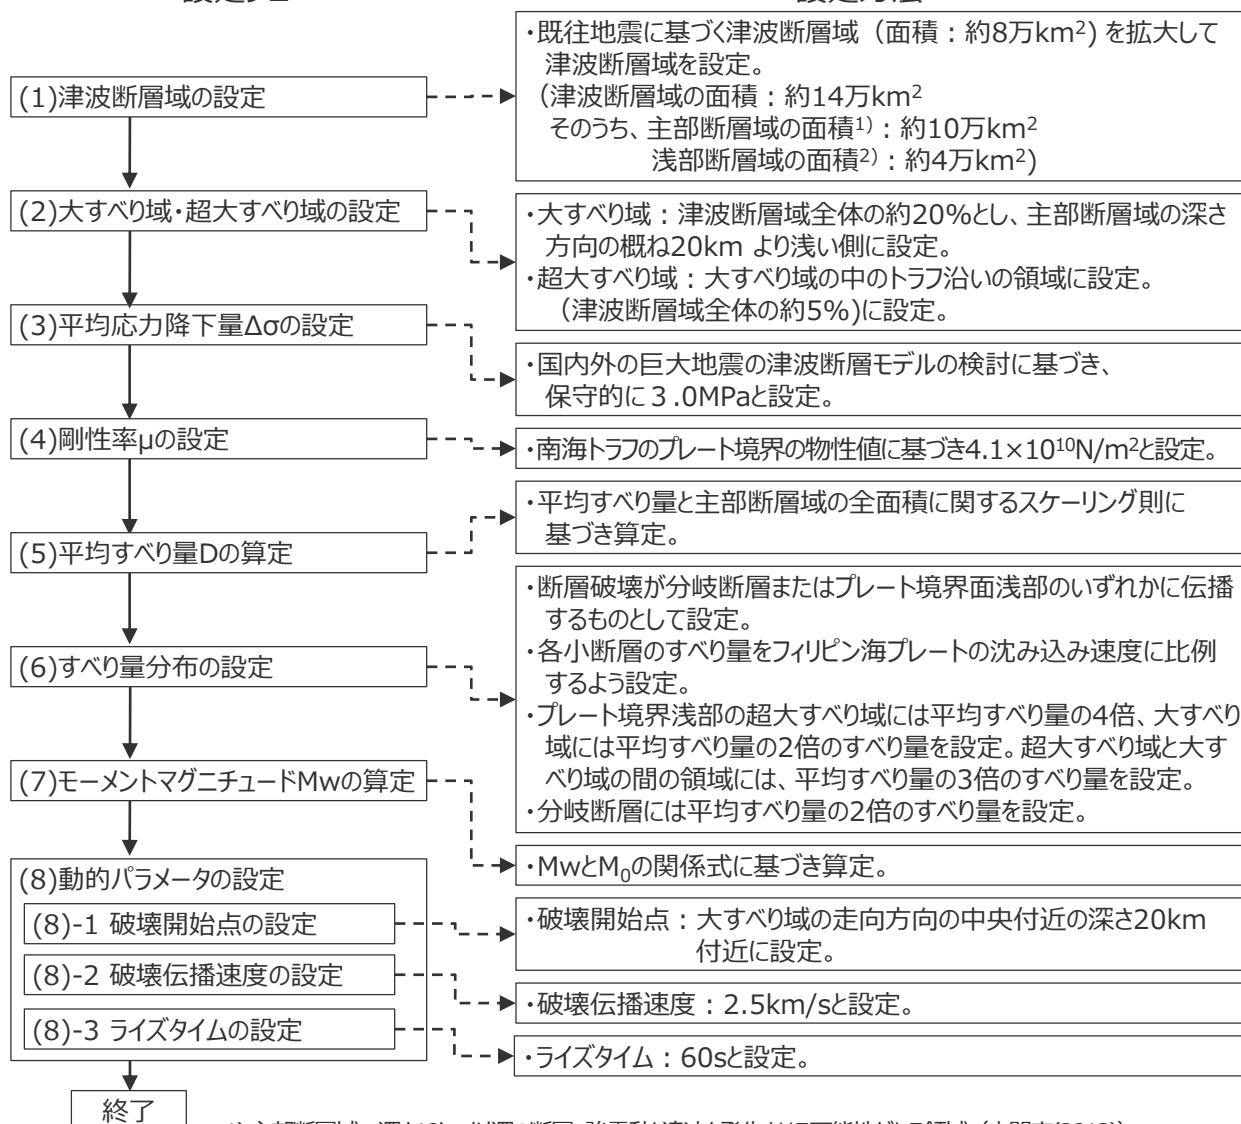 (1)津波断層域の設定
・既往地震に基づく津波断層域（面積：約8万km2) を拡大して
津波断層域を設定。
（津波断層域の面積：約14万km2
そのうち、主部断層域の面積1)：約10万km2
浅部断層域の面積2)：約4万km2)
(2)大すべり域・超大すべり域の設定
・大すべり域：津波断層域全体の約20%とし、主部断層域の深さ
方向の概ね20km より浅い側に設定。
・超大すべり域：大すべり域の中のトラフ沿いの領域に設定。
（津波断層域全体の約5%)に設定。
(3)平均応力降下量Δσの設定
・国内外の巨大地震の津波断層モデルの検討に基づき、
保守的に３.0MPaと設定。
(4)剛性率μの設定
・南海トラフのプレート境界の物性値に基づき4.1×1010N/m2と設定。
(5)平均すべり量Dの算定
・平均すべり量と主部断層域の全面積に関するスケーリング則に
基づき算定。
(6)すべり量分布の設定
・断層破壊が分岐断層またはプレート境界面浅部のいずれかに伝播
するものとして設定。
・各小断層のすべり量をフィリピン海プレートの沈み込み速度に比例
するよう設定。
・プレート境界浅部の超大すべり域には平均すべり量の4倍、大すべり
域には平均すべり量の2倍のすべり量を設定。超大すべり域と大す
べり域の間の領域には、平均すべり量の3倍のすべり量を設定。
・分岐断層には平均すべり量の2倍のすべり量を設定。
(7)モーメントマグニチュードMwの算定
・MwとM0の関係式に基づき算定。
(8)動的パラメータの設定
(8)-1 破壊開始点の設定
・破壊開始点：大すべり域の走向方向の中央付近の深さ20km
付近に設定。
(8)-2 破壊伝播速度の設定
・破壊伝播速度：2.5km/sと設定。
(8)-3 ライズタイムの設定
・ライズタイム：60sと設定。
終了